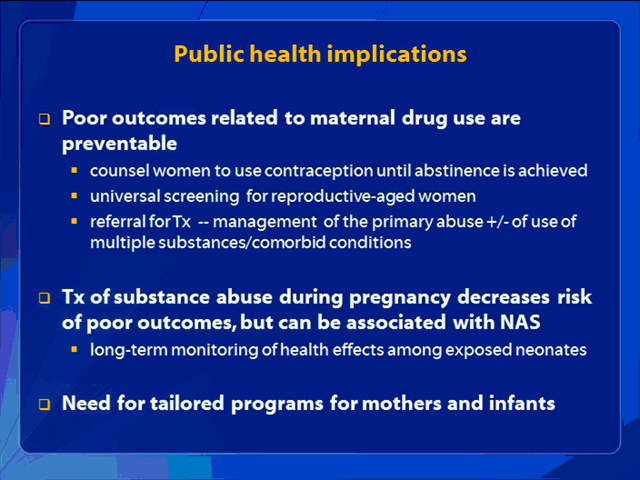 Public health implications
Poor outcomes related to maternal drug use are
preventable
counsel women to use contraception until abstinence is achieved
universal screening for reproductive-aged women
referral for Tx -- management of the primary abuse +/- of use of
multiple substances/comorbid conditions
Tx of substance abuse during pregnancy decreases risk
of poor outcomes, but can be associated with NAS
long-term monitoring of health effects among exposed neonates
Need for tailored programs for mothers and infants